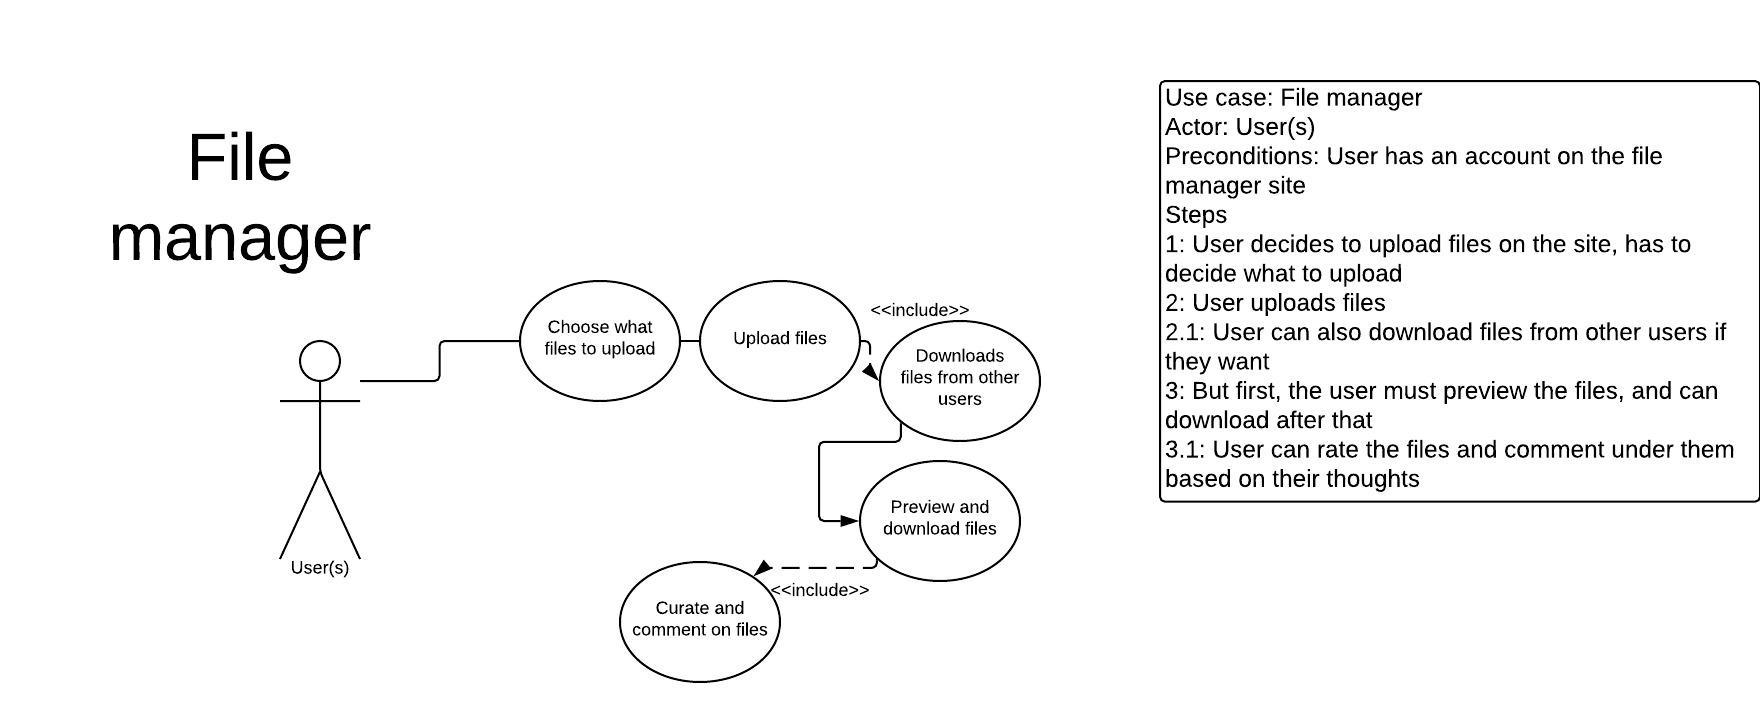 File
manager
Choose what
files to upload
Upload files
<<include>>
Downloads
files from other
users
Preview and
download files
<<include>>
Curate and
comment on files
User(s)
Use case: File manager
Actor: User(s)
Preconditions: User has an account on the file
manager site
Steps
1: User decides to upload files on the site, has to
decide what to upload
2: User uploads files
2.1: User can also download files from other users if
they want
3: But first, the user must preview the files, and can
download after that
3.1: User can rate the files and comment under them
based on their thoughts